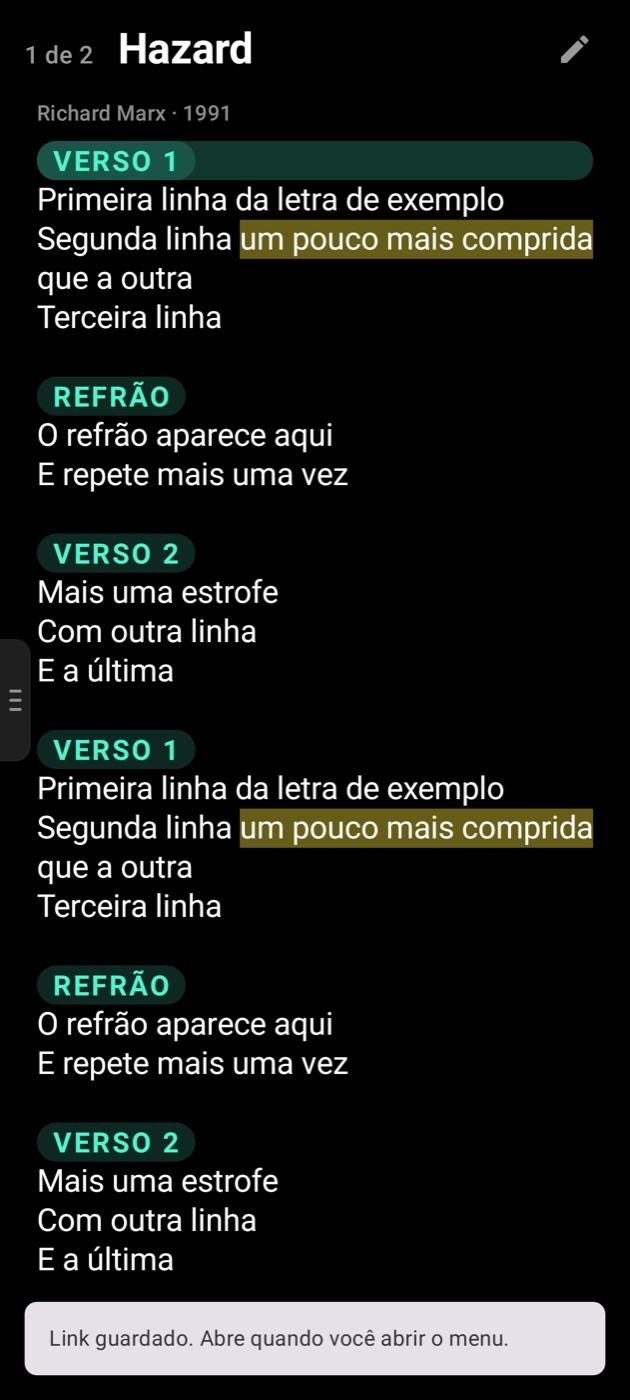 1 de 2 Hazard
Richard Marx · 1991
VERSO 1
Primeira linha da letra de exemplo
Segunda linha um pouco mais comprida
que a outra
Terceira linha
REFRÃO
O refrão aparece aqui
E repete mais uma vez
VERSO 2
Mais uma estrofe
Com outra linha
E a última
VERSO 1
Primeira linha da letra de exemplo
Segunda linha um pouco mais comprida
que a outra
Terceira linha
REFRÃO
O refrão aparece aqui
E repete mais uma vez
VERSO 2
Mais uma estrofe
Com outra linha
E a última
Link guardado. Abre quando você abrir o menu.